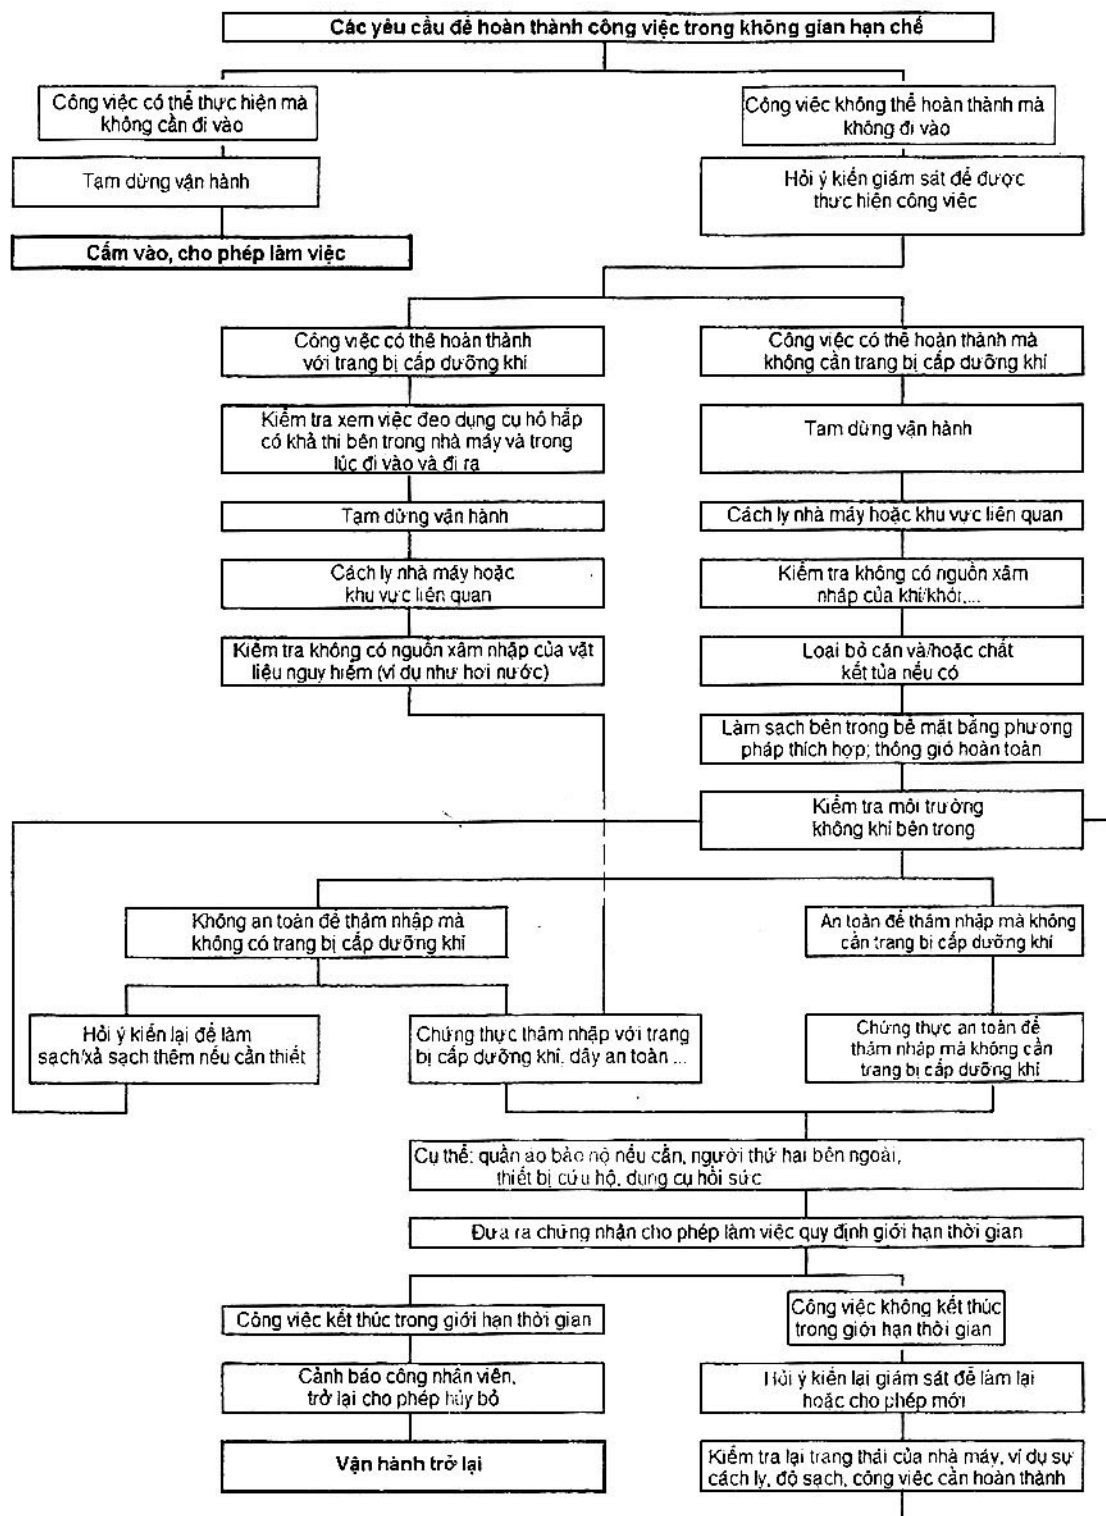 Các yêu cầu để hoàn thành công việc trong không gian hạn chế
Công việc có thể thực hiện mà
không cần đi vào
Công việc không thể hoàn thành mà
không đi vào
Tạm dừng vận hành
Hỏi ý kiến giám sát để được
thực hiện công việc
Cấm vào, cho phép làm việc
Công việc có thể hoàn thành
với trang bị cấp dưỡng khí
Công việc có thể hoàn thành mà
không cần trang bị cấp dưỡng khí
Kiểm tra xem việc đeo dụng cụ hô hấp
có khả thi bên trong nhà máy và trong
lúc đi vào và đi ra
Tạm dừng vận hành
Tạm dừng vận hành
Cách ly nhà máy hoặc khu vực liên quan
Cách ly nhà máy hoặc
khu vực liên quan
Kiểm tra không có nguồn xâm
nhập của khí/khói,...
Kiểm tra không có nguồn xâm nhập của vật
liệu nguy hiểm (ví dụ như hơi nước)
Loại bỏ cặn và/hoặc chất
kết tủa nếu có
Làm sạch bên trong bề mặt bằng phương
pháp thích hợp; thông gió hoàn toàn
Kiểm tra môi trường
không khí bên trong
Không an toàn để thâm nhập mà
không có trang bị cấp dưỡng khí
An toàn để thâm nhập mà không
cần trang bị cấp dưỡng khí
Hỏi ý kiến lại để làm
sạch/xả sạch thêm nếu cần thiết
Chứng thực thâm nhập với trang
bị cấp dưỡng khí, dây an toàn ...
Chứng thực an toàn để
thâm nhập mà không cần
trang bị cấp dưỡng khí
Cụ thể: quần áo bảo hộ nếu cần, người thứ hai bên ngoài,
thiết bị cứu hộ, dụng cụ hồi sức
Đưa ra chứng nhận cho phép làm việc quy định giới hạn thời gian
Công việc kết thúc trong giới hạn thời gian
Công việc không kết thúc
trong giới hạn thời gian
Cảnh báo công nhân viên,
trở lại cho phép hủy bỏ
Hỏi ý kiến lại giám sát để làm lại
hoặc cho phép mới
Vận hành trở lại
Kiểm tra lại trạng thái của nhà máy, ví dụ sự
cách ly, độ sạch, công việc cần hoàn thành